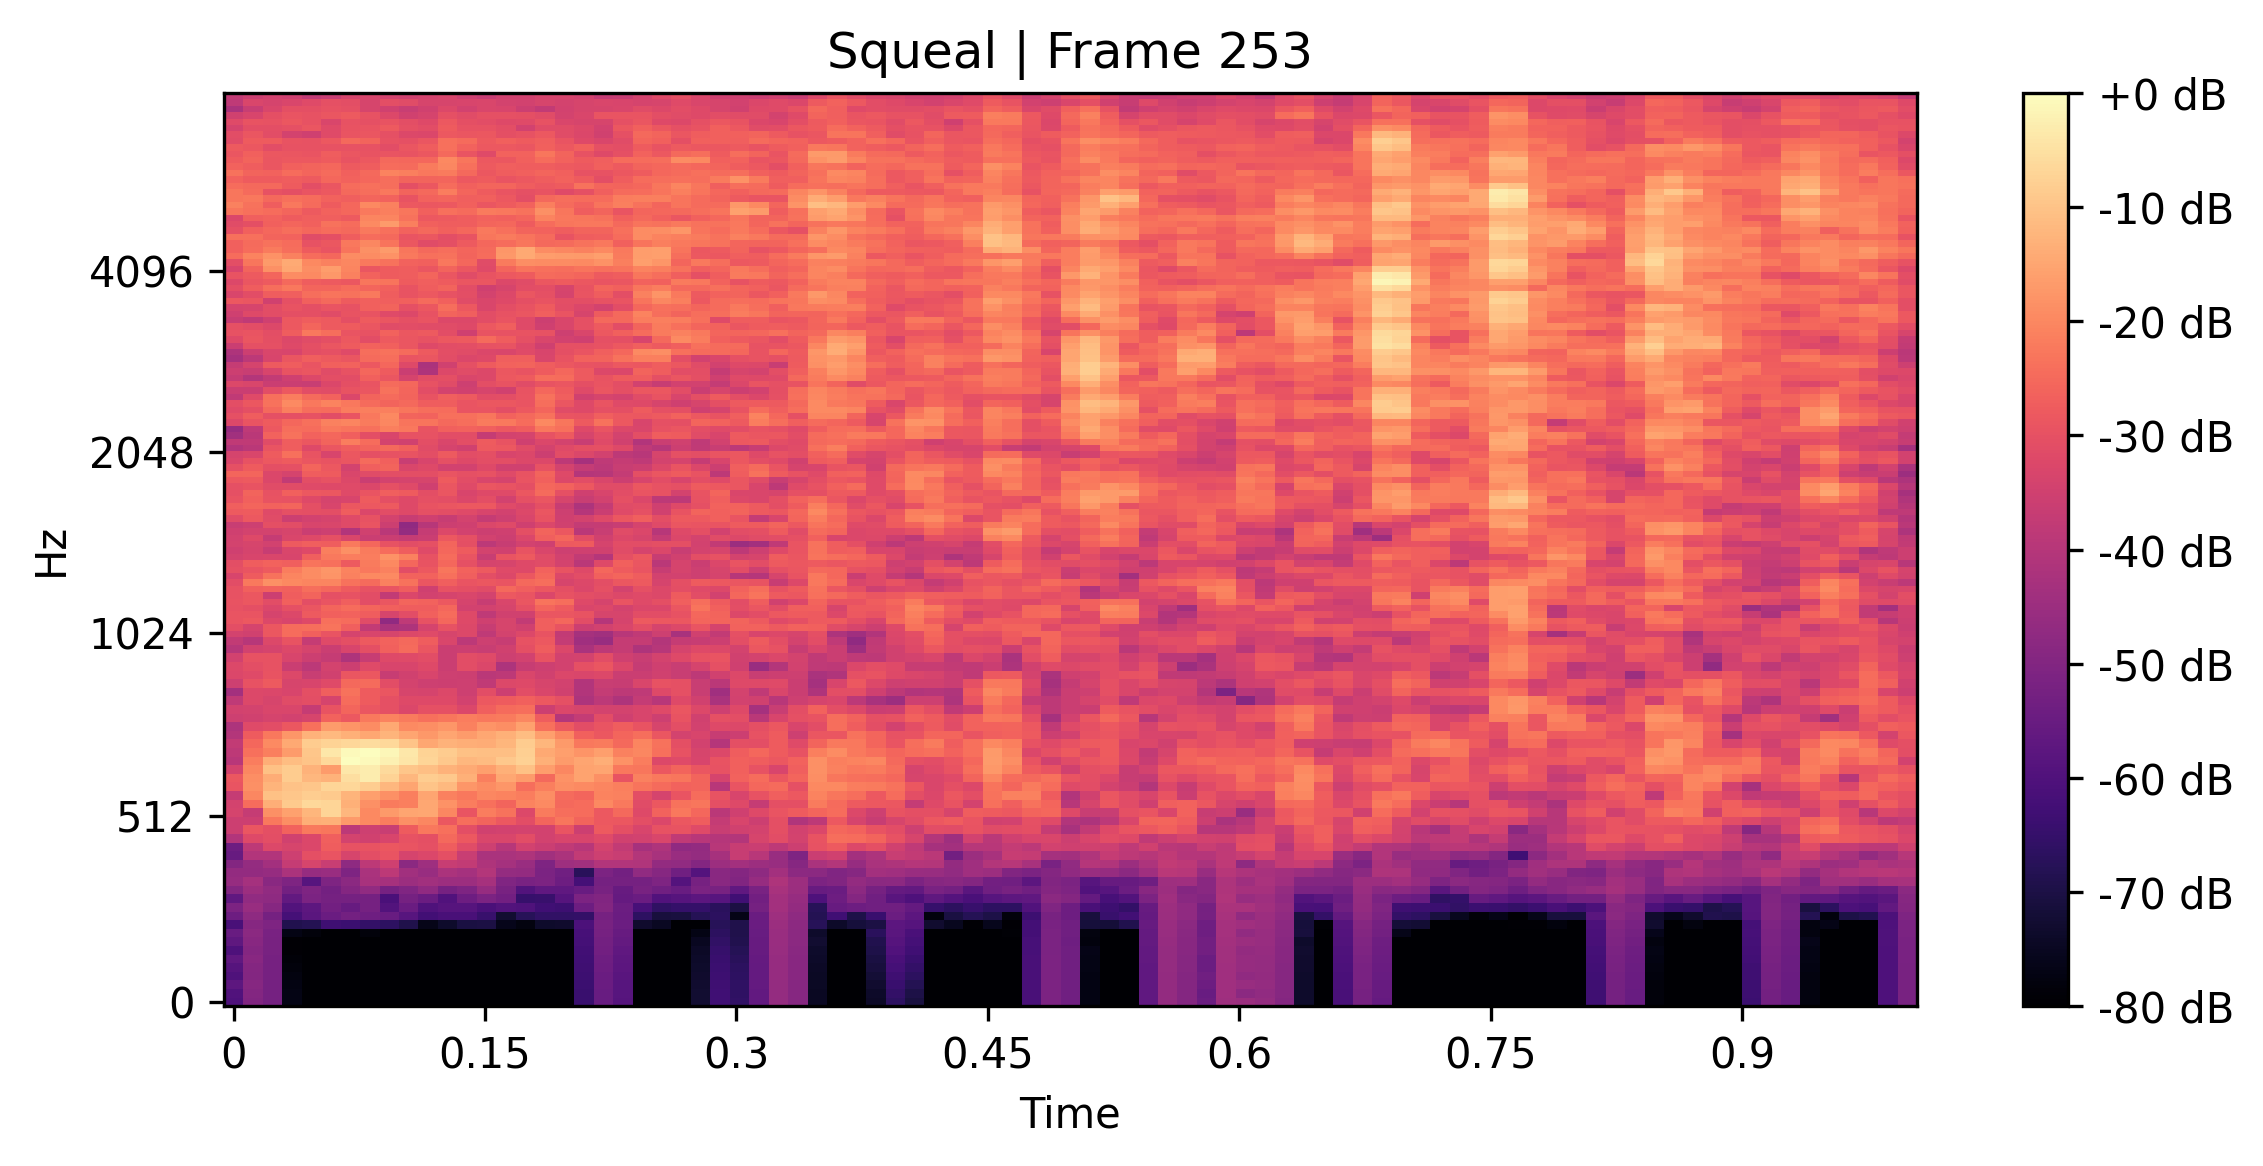 Squeal | Frame 253
Hz
4096
2048
1024
512
0
0 0.15 0.3 0.45 0.6 0.75 0.9
Time
+0 dB
-10 dB
-20 dB
-30 dB
-40 dB
-50 dB
-60 dB
-70 dB
-80 dB